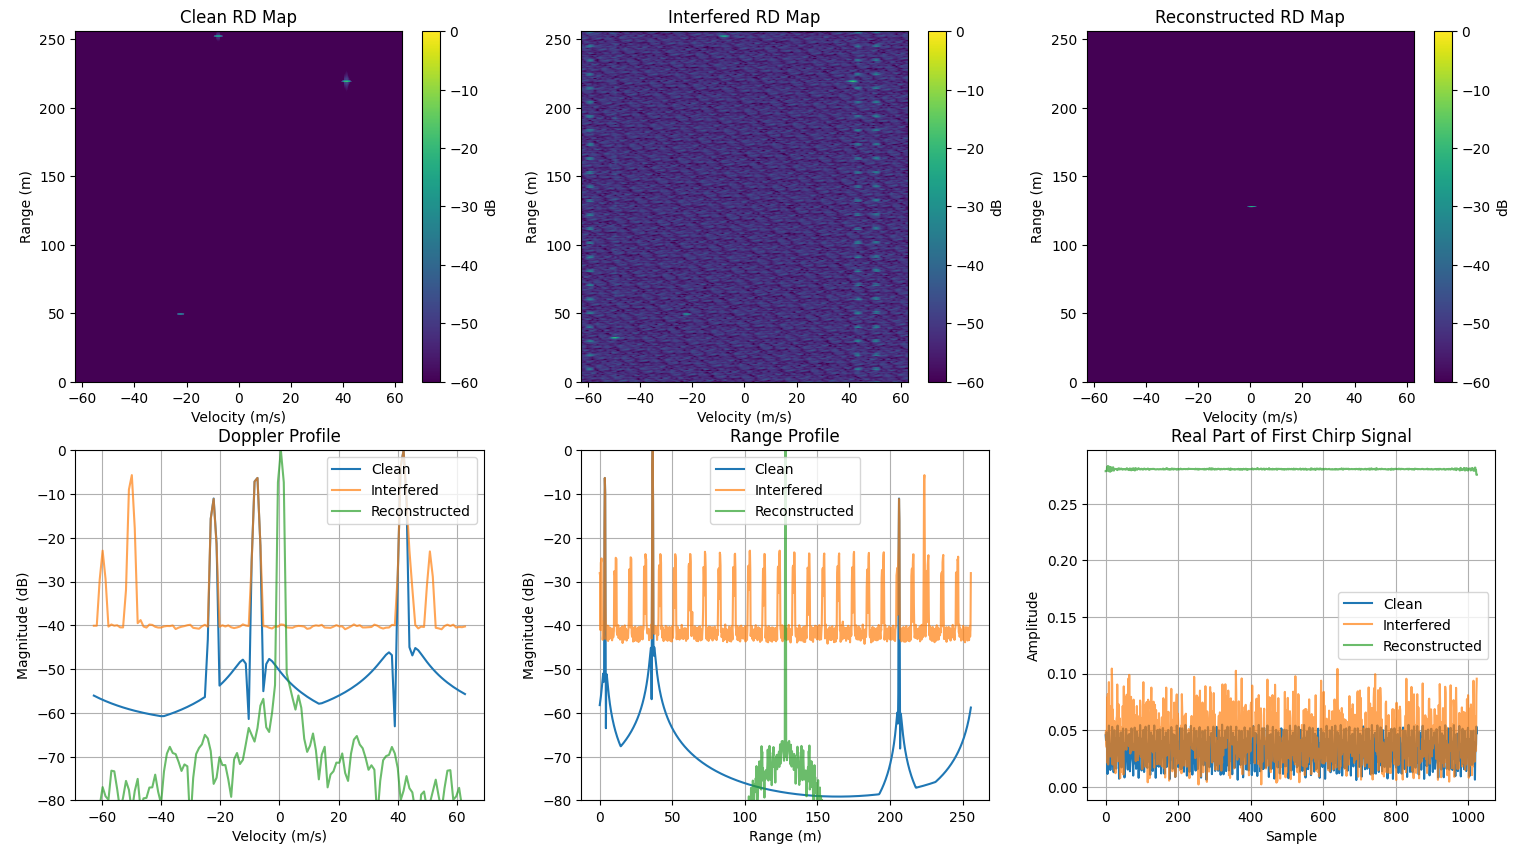 Clean RD Map
Interfered RD Map
Reconstructed RD Map
250
200
150
100
50
0
Range (m)
−60 −40 −20 0 20 40 60
Velocity (m/s)
0
−10
−20
−30
−40
−50
−60
dB
250
200
150
100
50
0
Range (m)
−60 −40 −20 0 20 40 60
Velocity (m/s)
0
−10
−20
−30
−40
−50
−60
dB
250
200
150
100
50
0
Range (m)
−60 −40 −20 0 20 40 60
Velocity (m/s)
0
−10
−20
−30
−40
−50
−60
dB
Doppler Profile
0
−10
−20
−30
−40
−50
−60
−70
−80
Magnitude (dB)
Clean
Interfered
Reconstructed
−60 −40 −20 0 20 40 60
Velocity (m/s)
Range Profile
0
−10
−20
−30
−40
−50
−60
−70
−80
Magnitude (dB)
Clean
Interfered
Reconstructed
0 50 100 150 200 250
Range (m)
Real Part of First Chirp Signal
0.25
0.20
0.15
0.10
0.05
0.00
Amplitude
Clean
Interfered
Reconstructed
0 200 400 600 800 1000
Sample